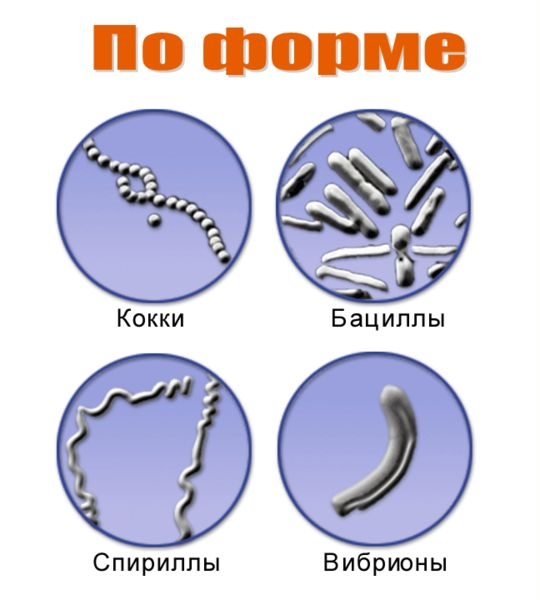 По форме
Кокки
Бациллы
Спириллы
Вибрионы